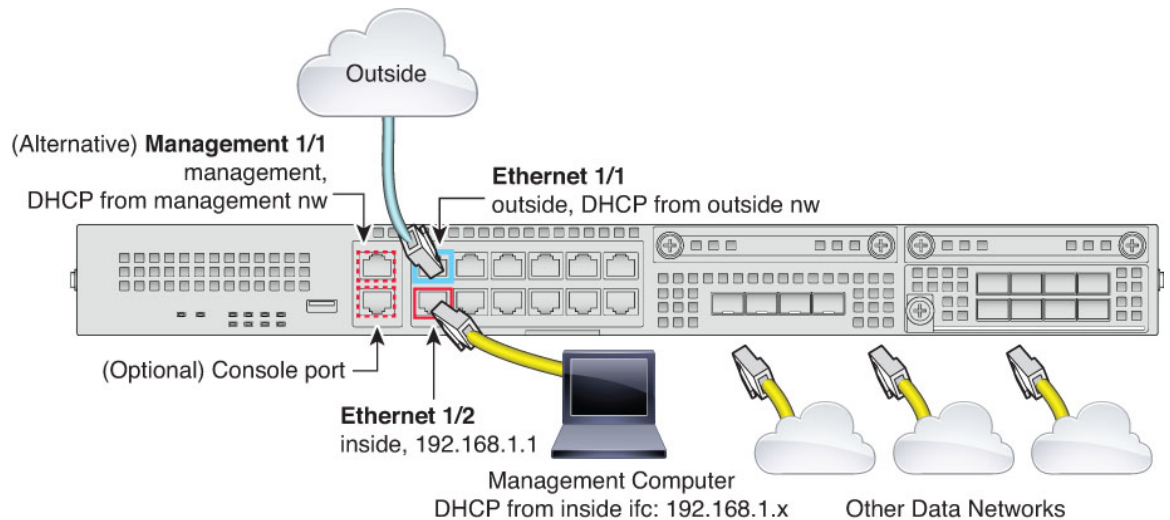 Outside
(Alternative) Management 1/1
management,
DHCP from management nw
Ethernet 1/1
outside, DHCP from outside nw
(Optional) Console port
Ethernet 1/2
inside, 192.168.1.1
Management Computer
DHCP from inside ifc: 192.168.1.x
Other Data Networks